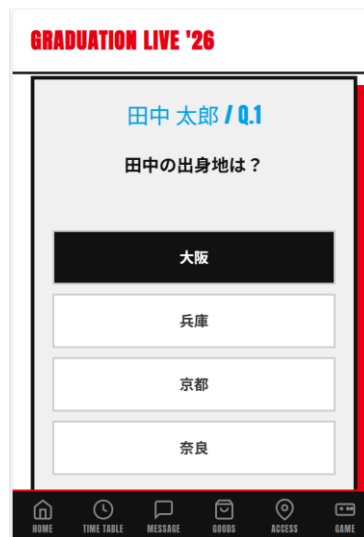 GRADUATION LIVE '26
田中 太郎 / Q.1
田中の出身地は？
大阪
兵庫
京都
奈良
HOME TIME TABLE MESSAGE GOODS ACCESS GAME